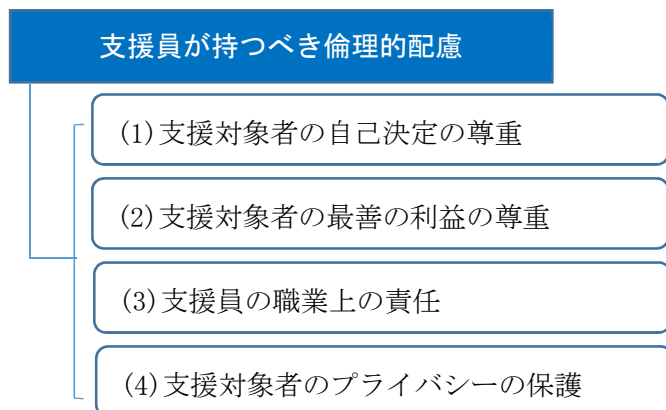 支援員が持つべき倫理的配慮
(1)支援対象者の自己決定の尊重
(2)支援対象者の最善の利益の尊重
(3)支援員の職業上の責任
(4)支援対象者のプライバシーの保護